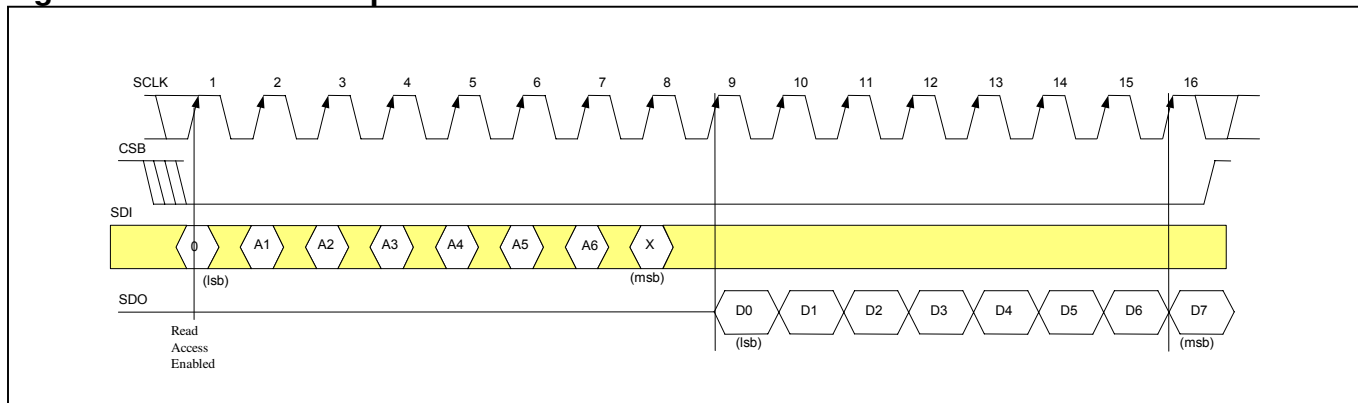 SCLK 1 2 3 4 5 6 7 8 9 10 11 12 13 14 15 16
CSB
SDI
0 A1 A2 A3 A4 A5 A6 X
(lsb) (msb)
SDO
D0 D1 D2 D3 D4 D5 D6 D7
(lsb) (msb)
Read
Access
Enabled